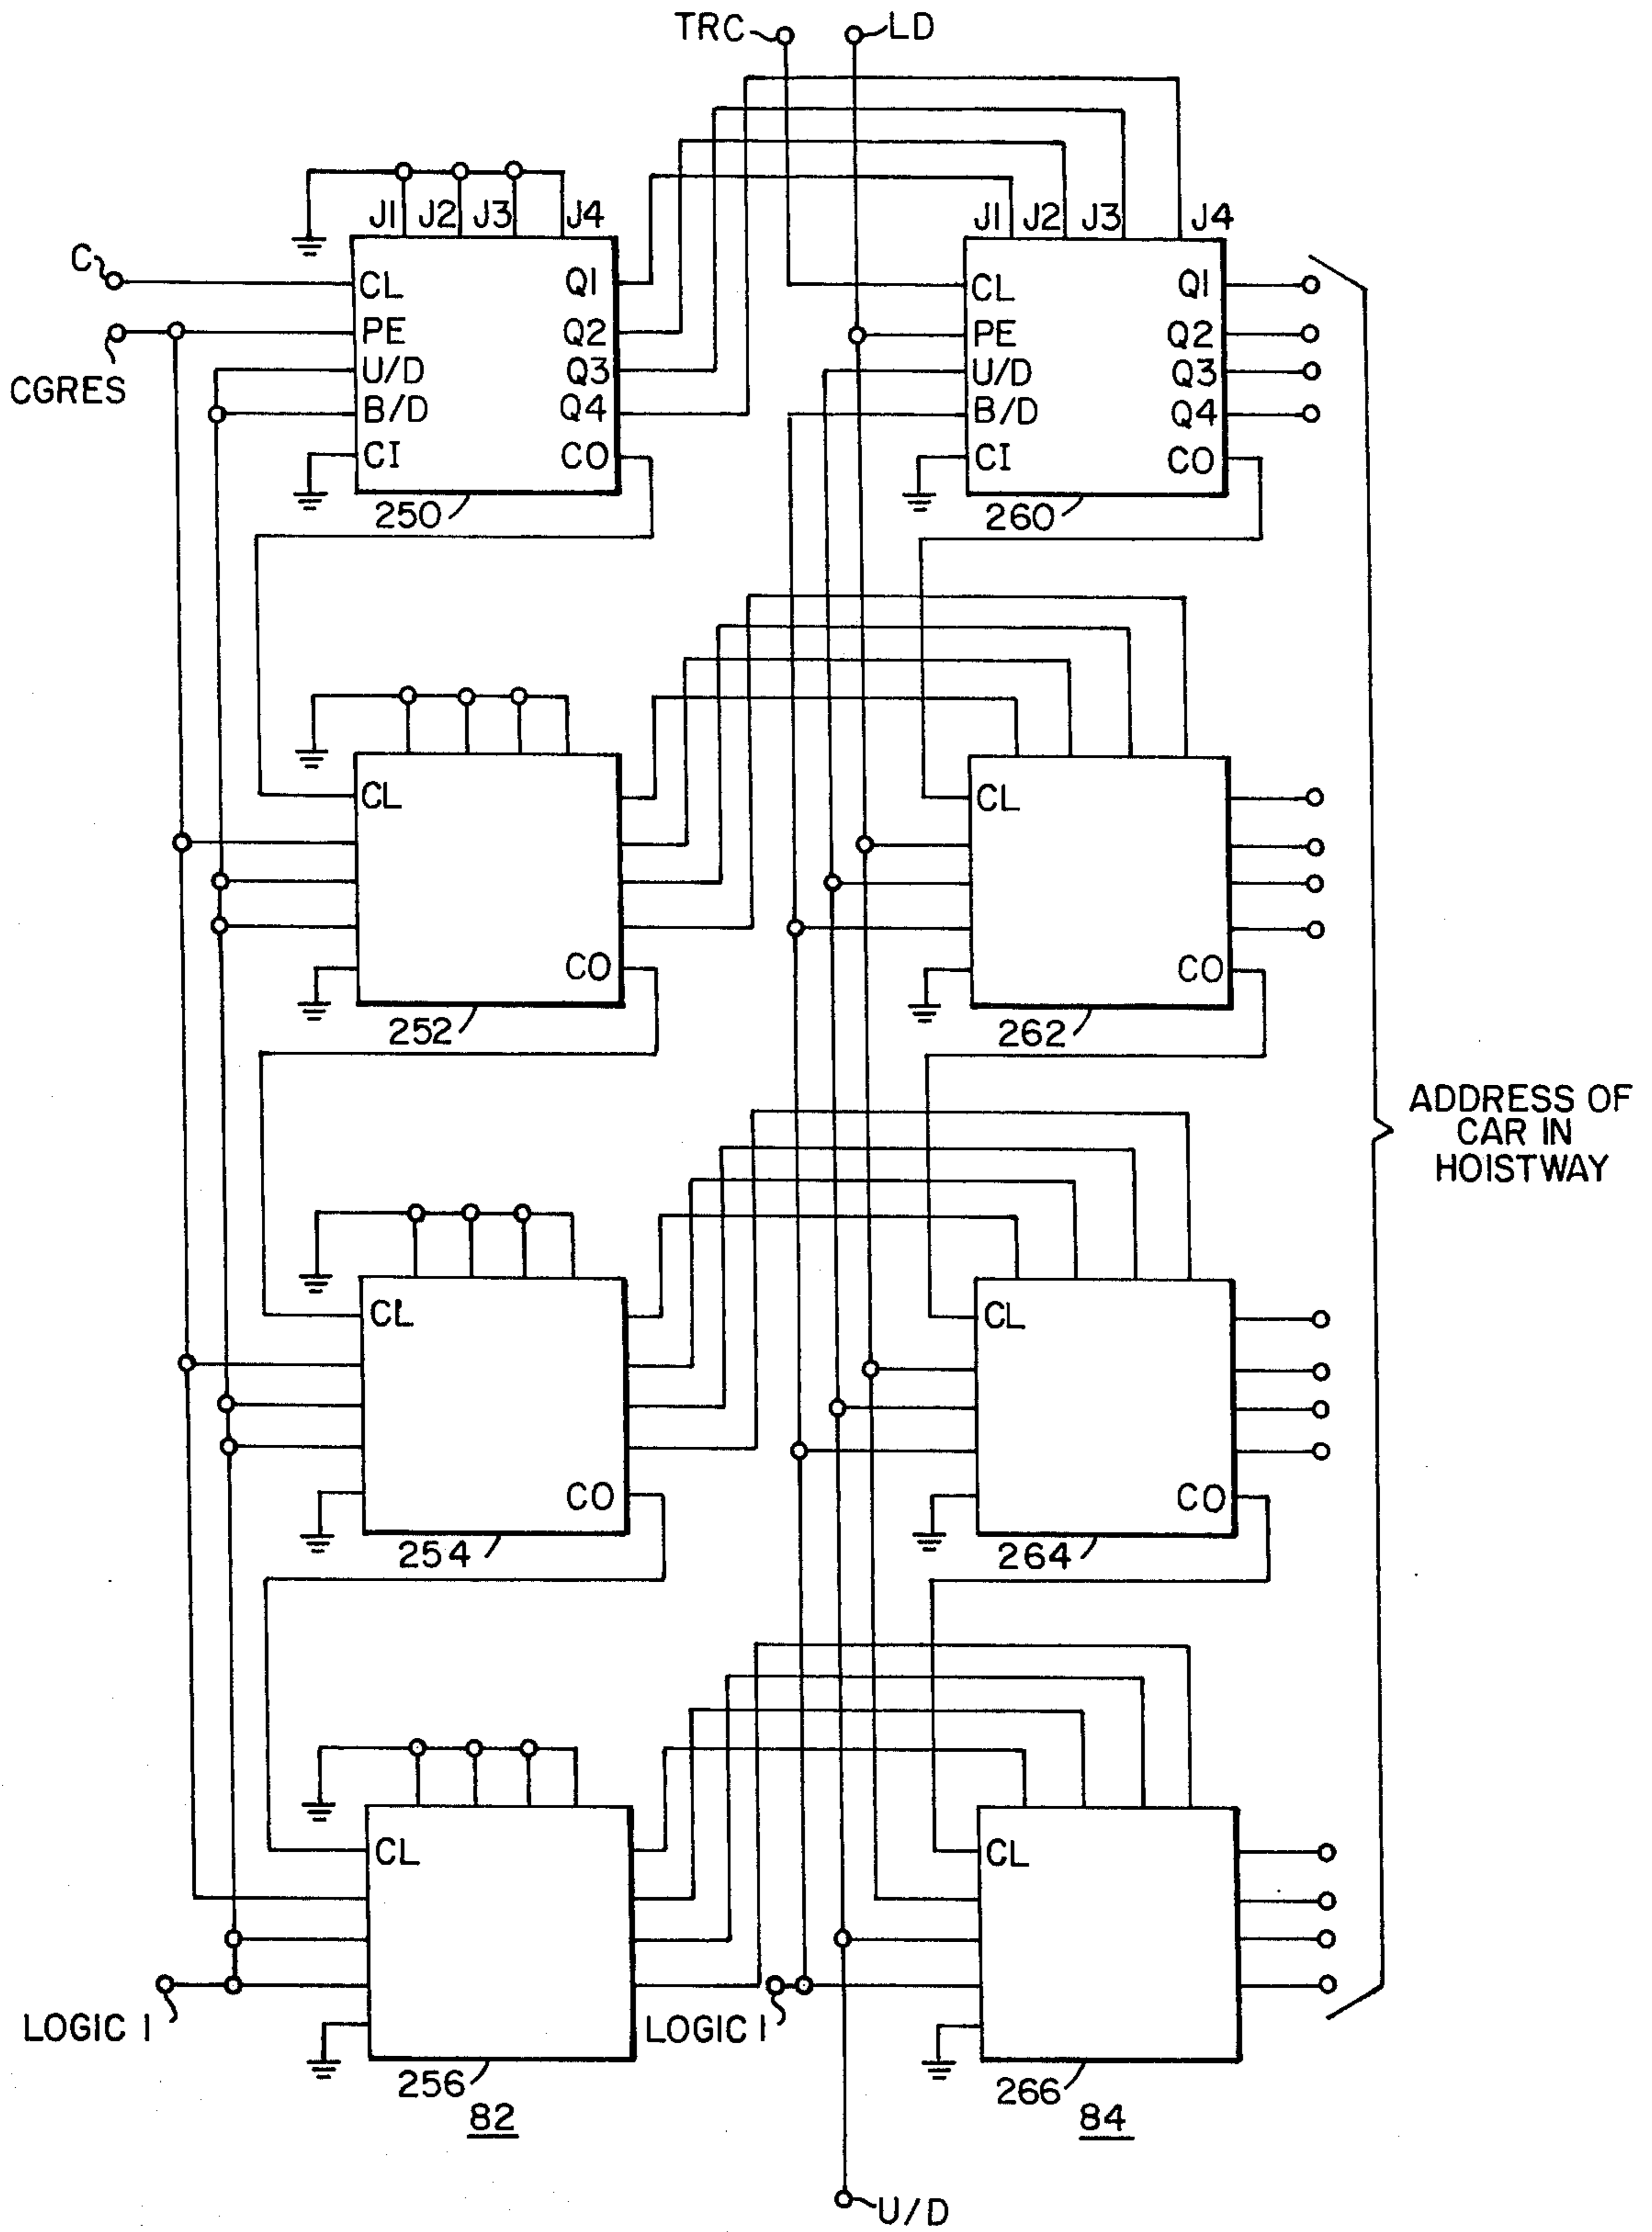 TRC LD
J1 J2 J3 J4 J1 J2 J3 J4
C CL Q1 CL Q1
PE Q2 PE Q2
CGRES U/D Q3 U/D Q3
B/D Q4 B/D Q4
CI CO CI CO
250 260
CL CL
CO CO
252 262
ADDRESS OF
CAR IN
HOISTWAY
CL CL
CO CO
254 264
CL CL
LOGIC 1 LOGIC 1
256 266
82 84
U/D